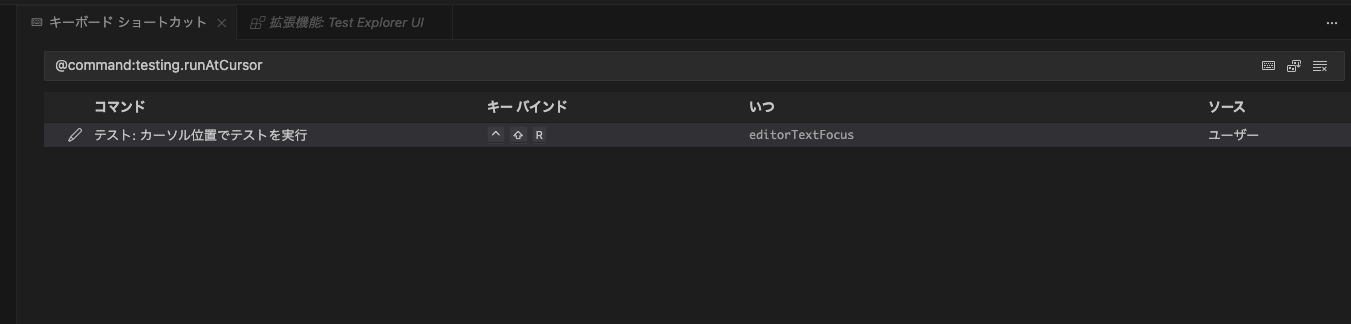 キーボード ショートカット
拡張機能: Test Explorer UI
@command:testing.runAtCursor
コマンド キー バインド いつ ソース
テスト: カーソル位置でテストを実行 ^ ⇧ R editorTextFocus ユーザー